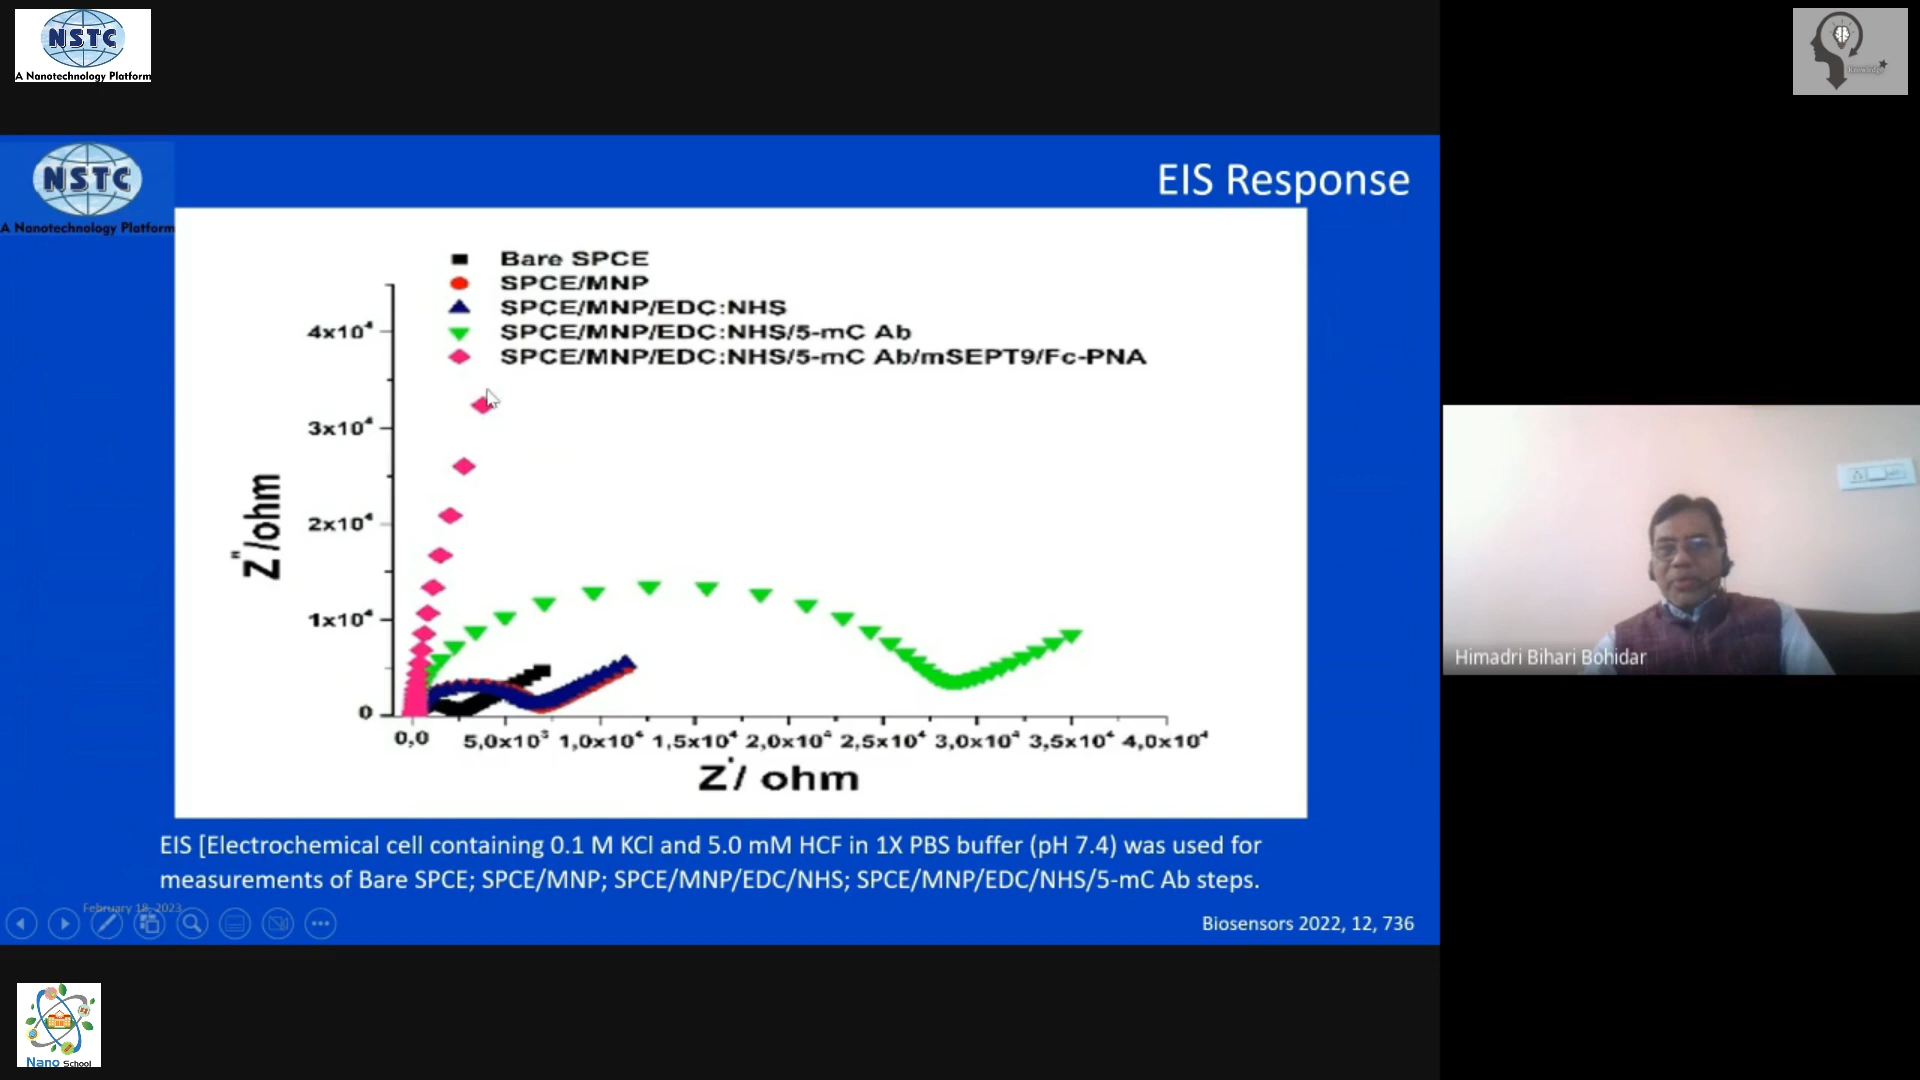 NSTC
A Nanotechnology Platform
NSTC
A Nanotechnology Platform
EIS Response
Bare SPCE
SPCE/MNP
SPCE/MNP/EDC:NHS
SPCE/MNP/EDC:NHS/5-mC Ab
SPCE/MNP/EDC:NHS/5-mC Ab/mSEPT9/Fc-PNA
4x10⁴
3x10⁴
2x10⁴
1x10⁴
0
Z"/ohm
0,0 5,0x10³ 1,0x10⁴ 1,5x10⁴ 2,0x10⁴ 2,5x10⁴ 3,0x10⁴ 3,5x10⁴ 4,0x10⁴
Z'/ ohm
EIS [Electrochemical cell containing 0.1 M KCl and 5.0 mM HCF in 1X PBS buffer (pH 7.4) was used for
measurements of Bare SPCE; SPCE/MNP; SPCE/MNP/EDC/NHS; SPCE/MNP/EDC/NHS/5-mC Ab steps.
February 18, 2023
Biosensors 2022, 12, 736
Himadri Bihari Bohidar
Knowledge
Nano School